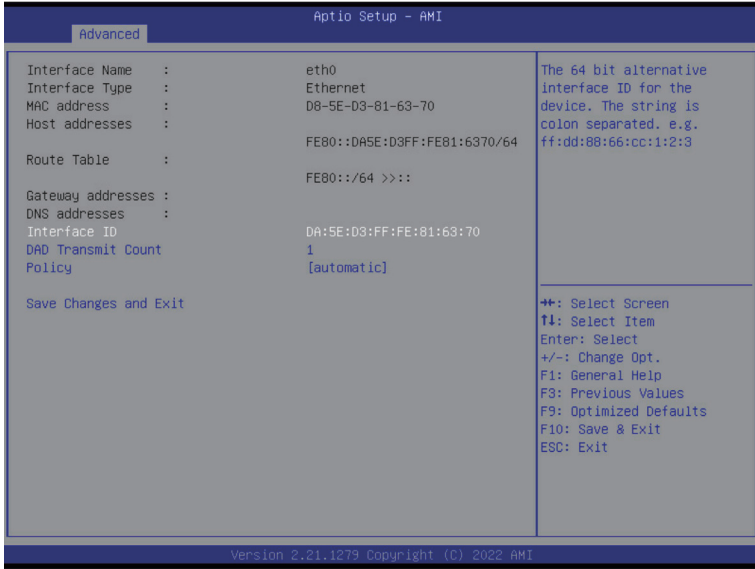 Aptio Setup – AMI
Advanced
Interface Name : eth0
Interface Type : Ethernet
MAC address : D8-5E-D3-81-63-70
Host addresses :
FE80::DA5E:D3FF:FE81:6370/64
Route Table :
FE80::/64 >>::
Gateway addresses :
DNS addresses :
Interface ID DA:5E:D3:FF:FE:81:63:70
DAD Transmit Count 1
Policy [automatic]
Save Changes and Exit
The 64 bit alternative
interface ID for the
device. The string is
colon separated. e.g.
ff:dd:88:66:cc:1:2:3
→←: Select Screen
↑↓: Select Item
Enter: Select
+/-: Change Opt.
F1: General Help
F3: Previous Values
F9: Optimized Defaults
F10: Save & Exit
ESC: Exit
Version 2.21.1279 Copyright (C) 2022 AMI